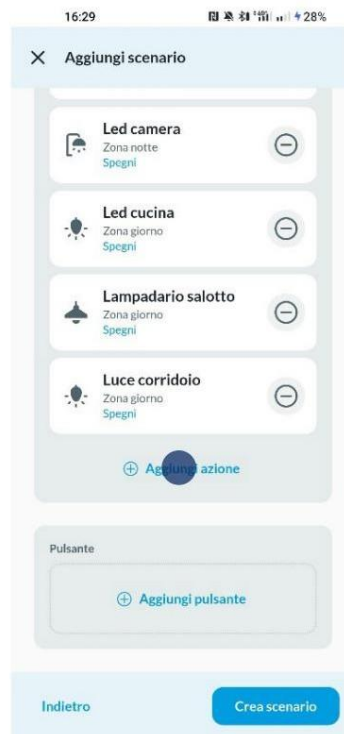 16:29
28%
Aggiungi scenario
Led camera
Zona notte
Spegni
Led cucina
Zona giorno
Spegni
Lampadario salotto
Zona giorno
Spegni
Luce corridoio
Zona giorno
Spegni
Aggiungi azione
Pulsante
Aggiungi pulsante
Indietro
Crea scenario